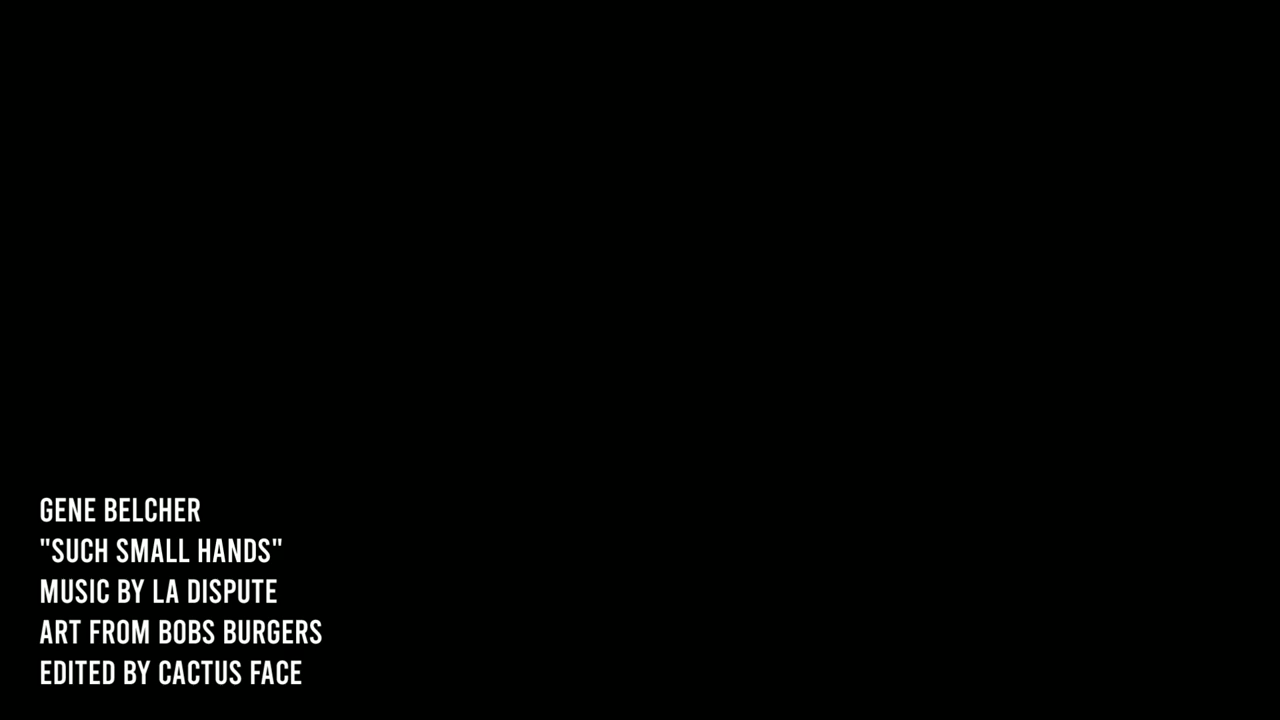 GENE BELCHER
"SUCH SMALL HANDS"
MUSIC BY LA DISPUTE
ART FROM BOBS BURGERS
EDITED BY CACTUS FACE